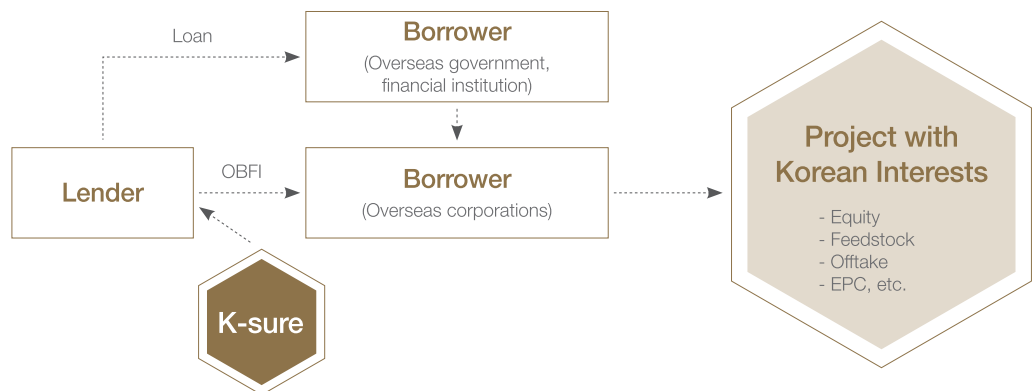 Loan
Borrower
(Overseas government,
financial institution)
Lender
OBFI
Borrower
(Overseas corporations)
K-sure
Project with
Korean Interests
- Equity
- Feedstock
- Offtake
- EPC, etc.